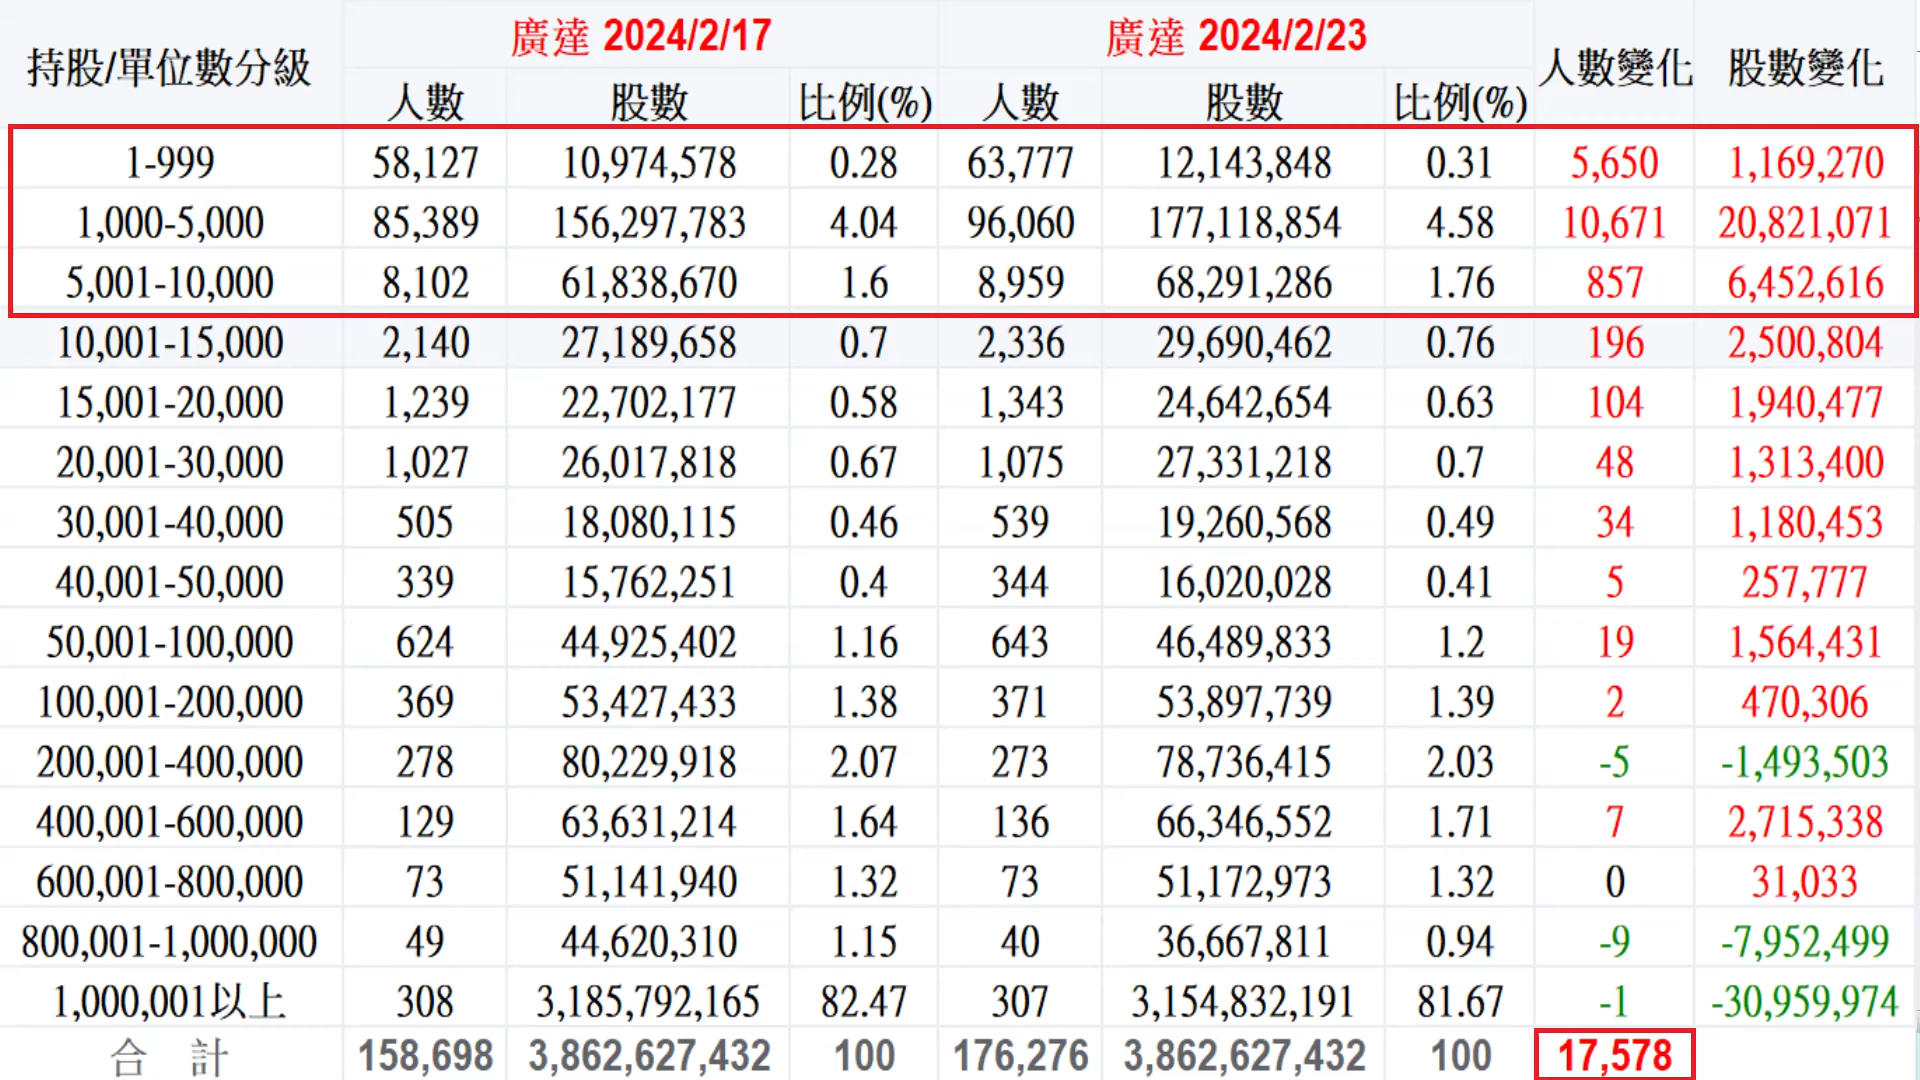 持股/單位數分級 廣達 2024/2/17 廣達 2024/2/23 人數變化 股數變化
人數 股數 比例(%) 人數 股數 比例(%)
1-999 58,127 10,974,578 0.28 63,777 12,143,848 0.31 5,650 1,169,270
1,000-5,000 85,389 156,297,783 4.04 96,060 177,118,854 4.58 10,671 20,821,071
5,001-10,000 8,102 61,838,670 1.6 8,959 68,291,286 1.76 857 6,452,616
10,001-15,000 2,140 27,189,658 0.7 2,336 29,690,462 0.76 196 2,500,804
15,001-20,000 1,239 22,702,177 0.58 1,343 24,642,654 0.63 104 1,940,477
20,001-30,000 1,027 26,017,818 0.67 1,075 27,331,218 0.7 48 1,313,400
30,001-40,000 505 18,080,115 0.46 539 19,260,568 0.49 34 1,180,453
40,001-50,000 339 15,762,251 0.4 344 16,020,028 0.41 5 257,777
50,001-100,000 624 44,925,402 1.16 643 46,489,833 1.2 19 1,564,431
100,001-200,000 369 53,427,433 1.38 371 53,897,739 1.39 2 470,306
200,001-400,000 278 80,229,918 2.07 273 78,736,415 2.03 -5 -1,493,503
400,001-600,000 129 63,631,214 1.64 136 66,346,552 1.71 7 2,715,338
600,001-800,000 73 51,141,940 1.32 73 51,172,973 1.32 0 31,033
800,001-1,000,000 49 44,620,310 1.15 40 36,667,811 0.94 -9 -7,952,499
1,000,001以上 308 3,185,792,165 82.47 307 3,154,832,191 81.67 -1 -30,959,974
合 計 158,698 3,862,627,432 100 176,276 3,862,627,432 100 17,578